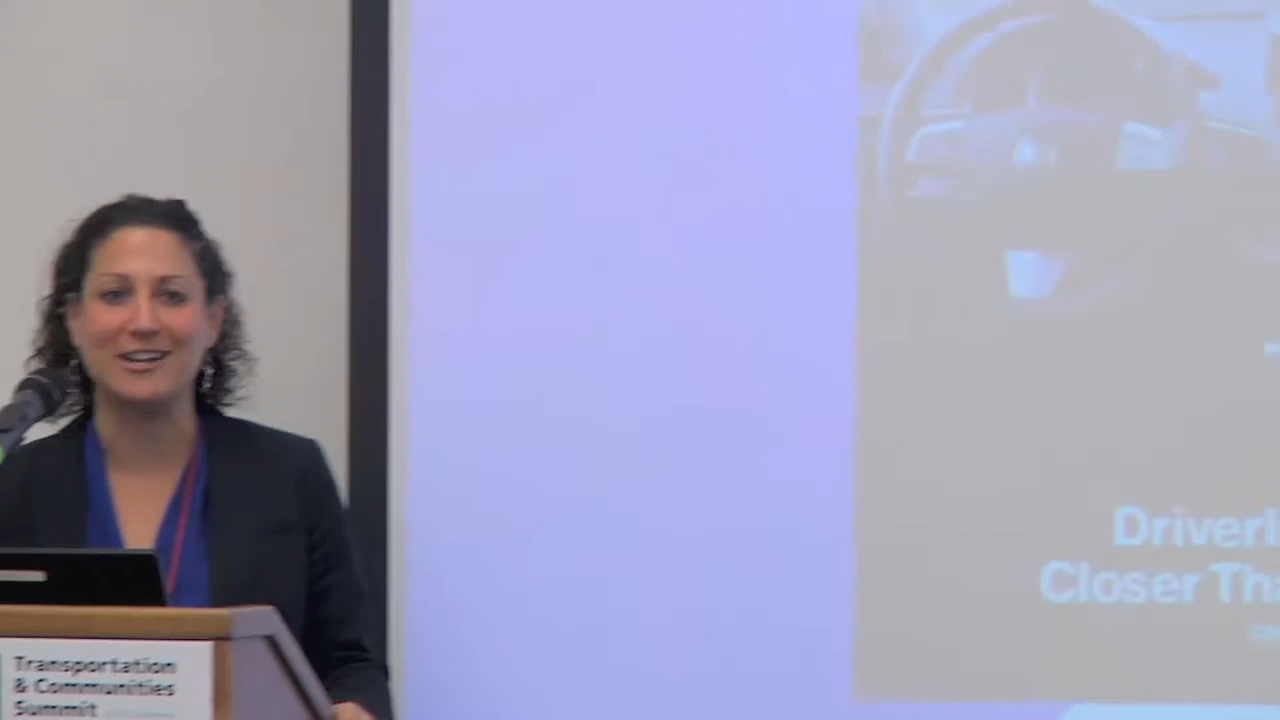 Driverl
Closer Tha
Transportation
& Communities
Summit